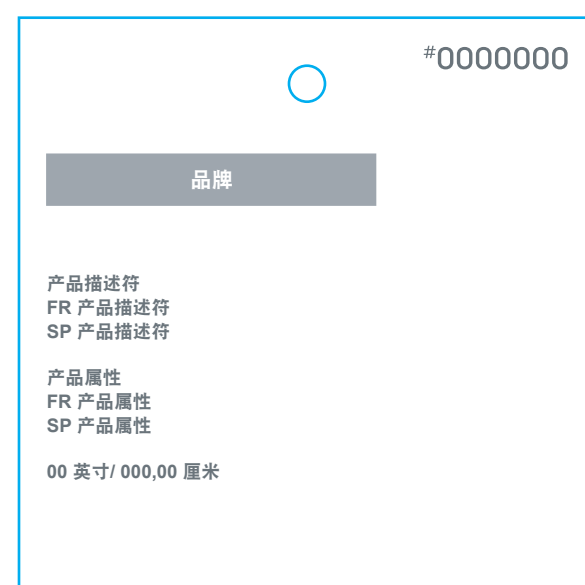 #0000000
品牌
产品描述符
FR 产品描述符
SP 产品描述符
产品属性
FR 产品属性
SP 产品属性
00 英寸/ 000,00 厘米